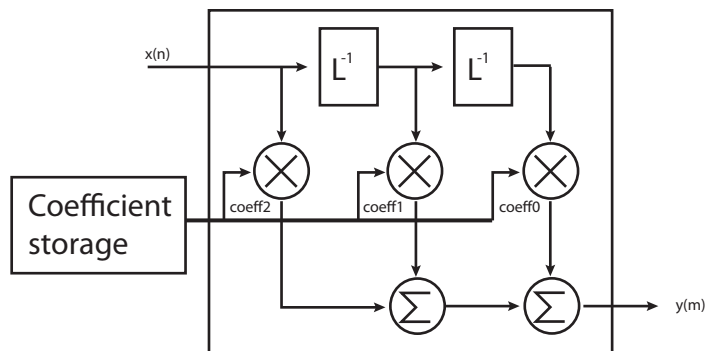 x(n)
L⁻¹
L⁻¹
Coefficient
storage
coeff2
coeff1
coeff0
Σ
Σ
y(m)